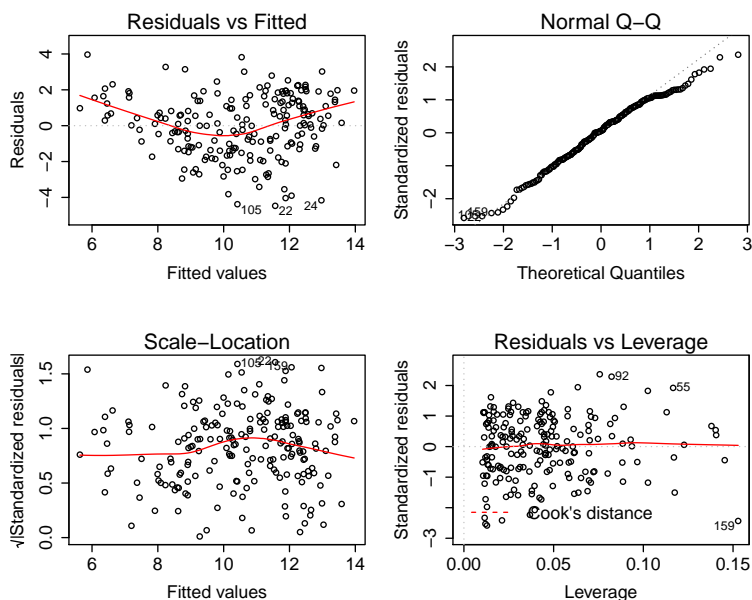 Residuals vs Fitted
Residuals
4
2
0
−2
−4
105
22
24
6 8 10 12 14
Fitted values
Normal Q−Q
Standardized residuals
2
1
0
−2
159
−3 −2 −1 0 1 2 3
Theoretical Quantiles
Scale−Location
√|Standardized residuals|
1.5
1.0
0.5
0.0
105
22
159
6 8 10 12 14
Fitted values
Residuals vs Leverage
Standardized residuals
2
1
0
−1
−3
92
55
159
Cook's distance
0.00 0.05 0.10 0.15
Leverage